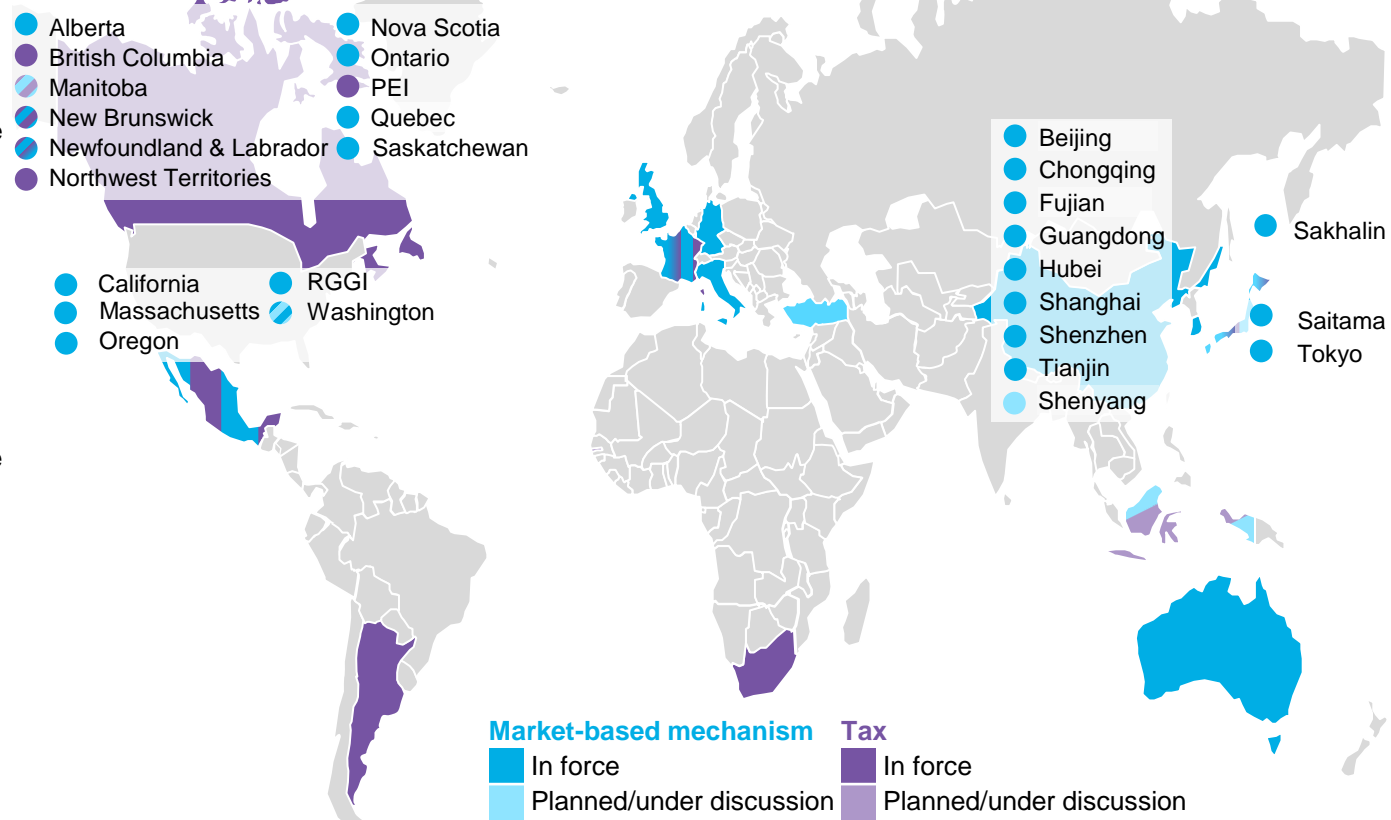 Alberta
British Columbia
Manitoba
New Brunswick
Newfoundland & Labrador
Northwest Territories
Nova Scotia
Ontario
PEI
Quebec
Saskatchewan
California
Massachusetts
Oregon
RGGI
Washington
Beijing
Chongqing
Fujian
Guangdong
Hubei
Shanghai
Shenzhen
Tianjin
Shenyang
Sakhalin
Saitama
Tokyo
Market-based mechanism
In force
Planned/under discussion
Tax
In force
Planned/under discussion